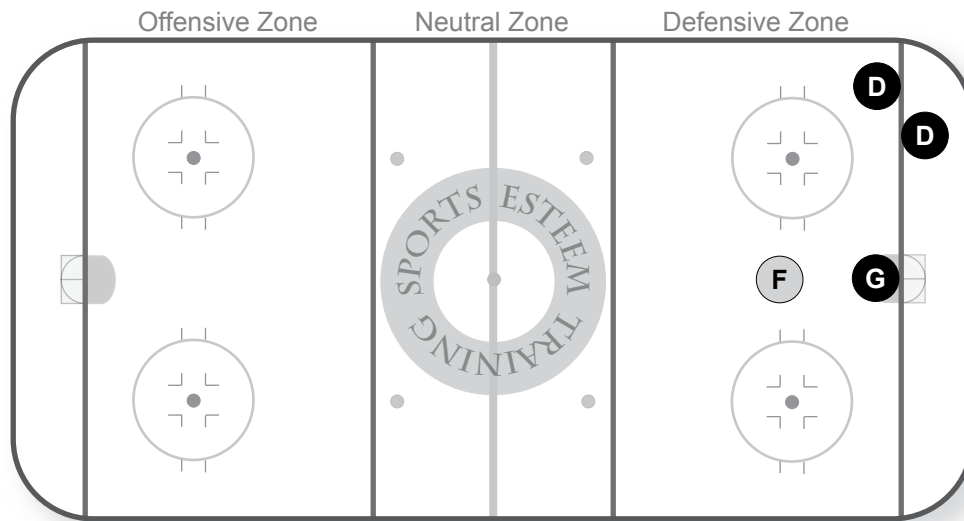 Offensive Zone Neutral Zone Defensive Zone
D
D
SPORTS ESTEEM TRAINING
F G